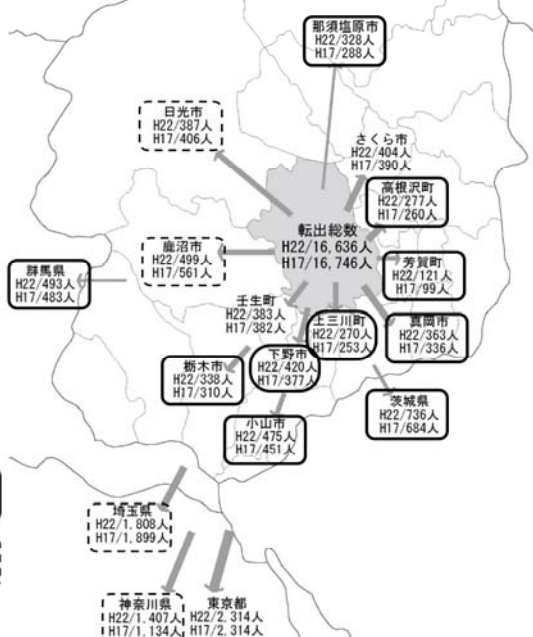 那須塩原市
H22/328人
H17/288人
日光市
H22/387人
H17/406人
さくら市
H22/404人
H17/390人
高根沢町
H22/277人
H17/260人
転出総数
H22/16,636人
H17/16,746人
鹿沼市
H22/499人
H17/561人
芳賀町
H22/121人
H17/99人
群馬県
H22/493人
H17/483人
壬生町
H22/383人
H17/382人
上三川町
H22/270人
H17/253人
真岡市
H22/363人
H17/336人
下野市
H22/420人
H17/377人
栃木市
H22/338人
H17/310人
茨城県
H22/736人
H17/684人
小山市
H22/475人
H17/451人
埼玉県
H22/1,808人
H17/1,899人
神奈川県
H22/1,407人
H17/1,134人
東京都
H22/2,314人
H17/2,314人